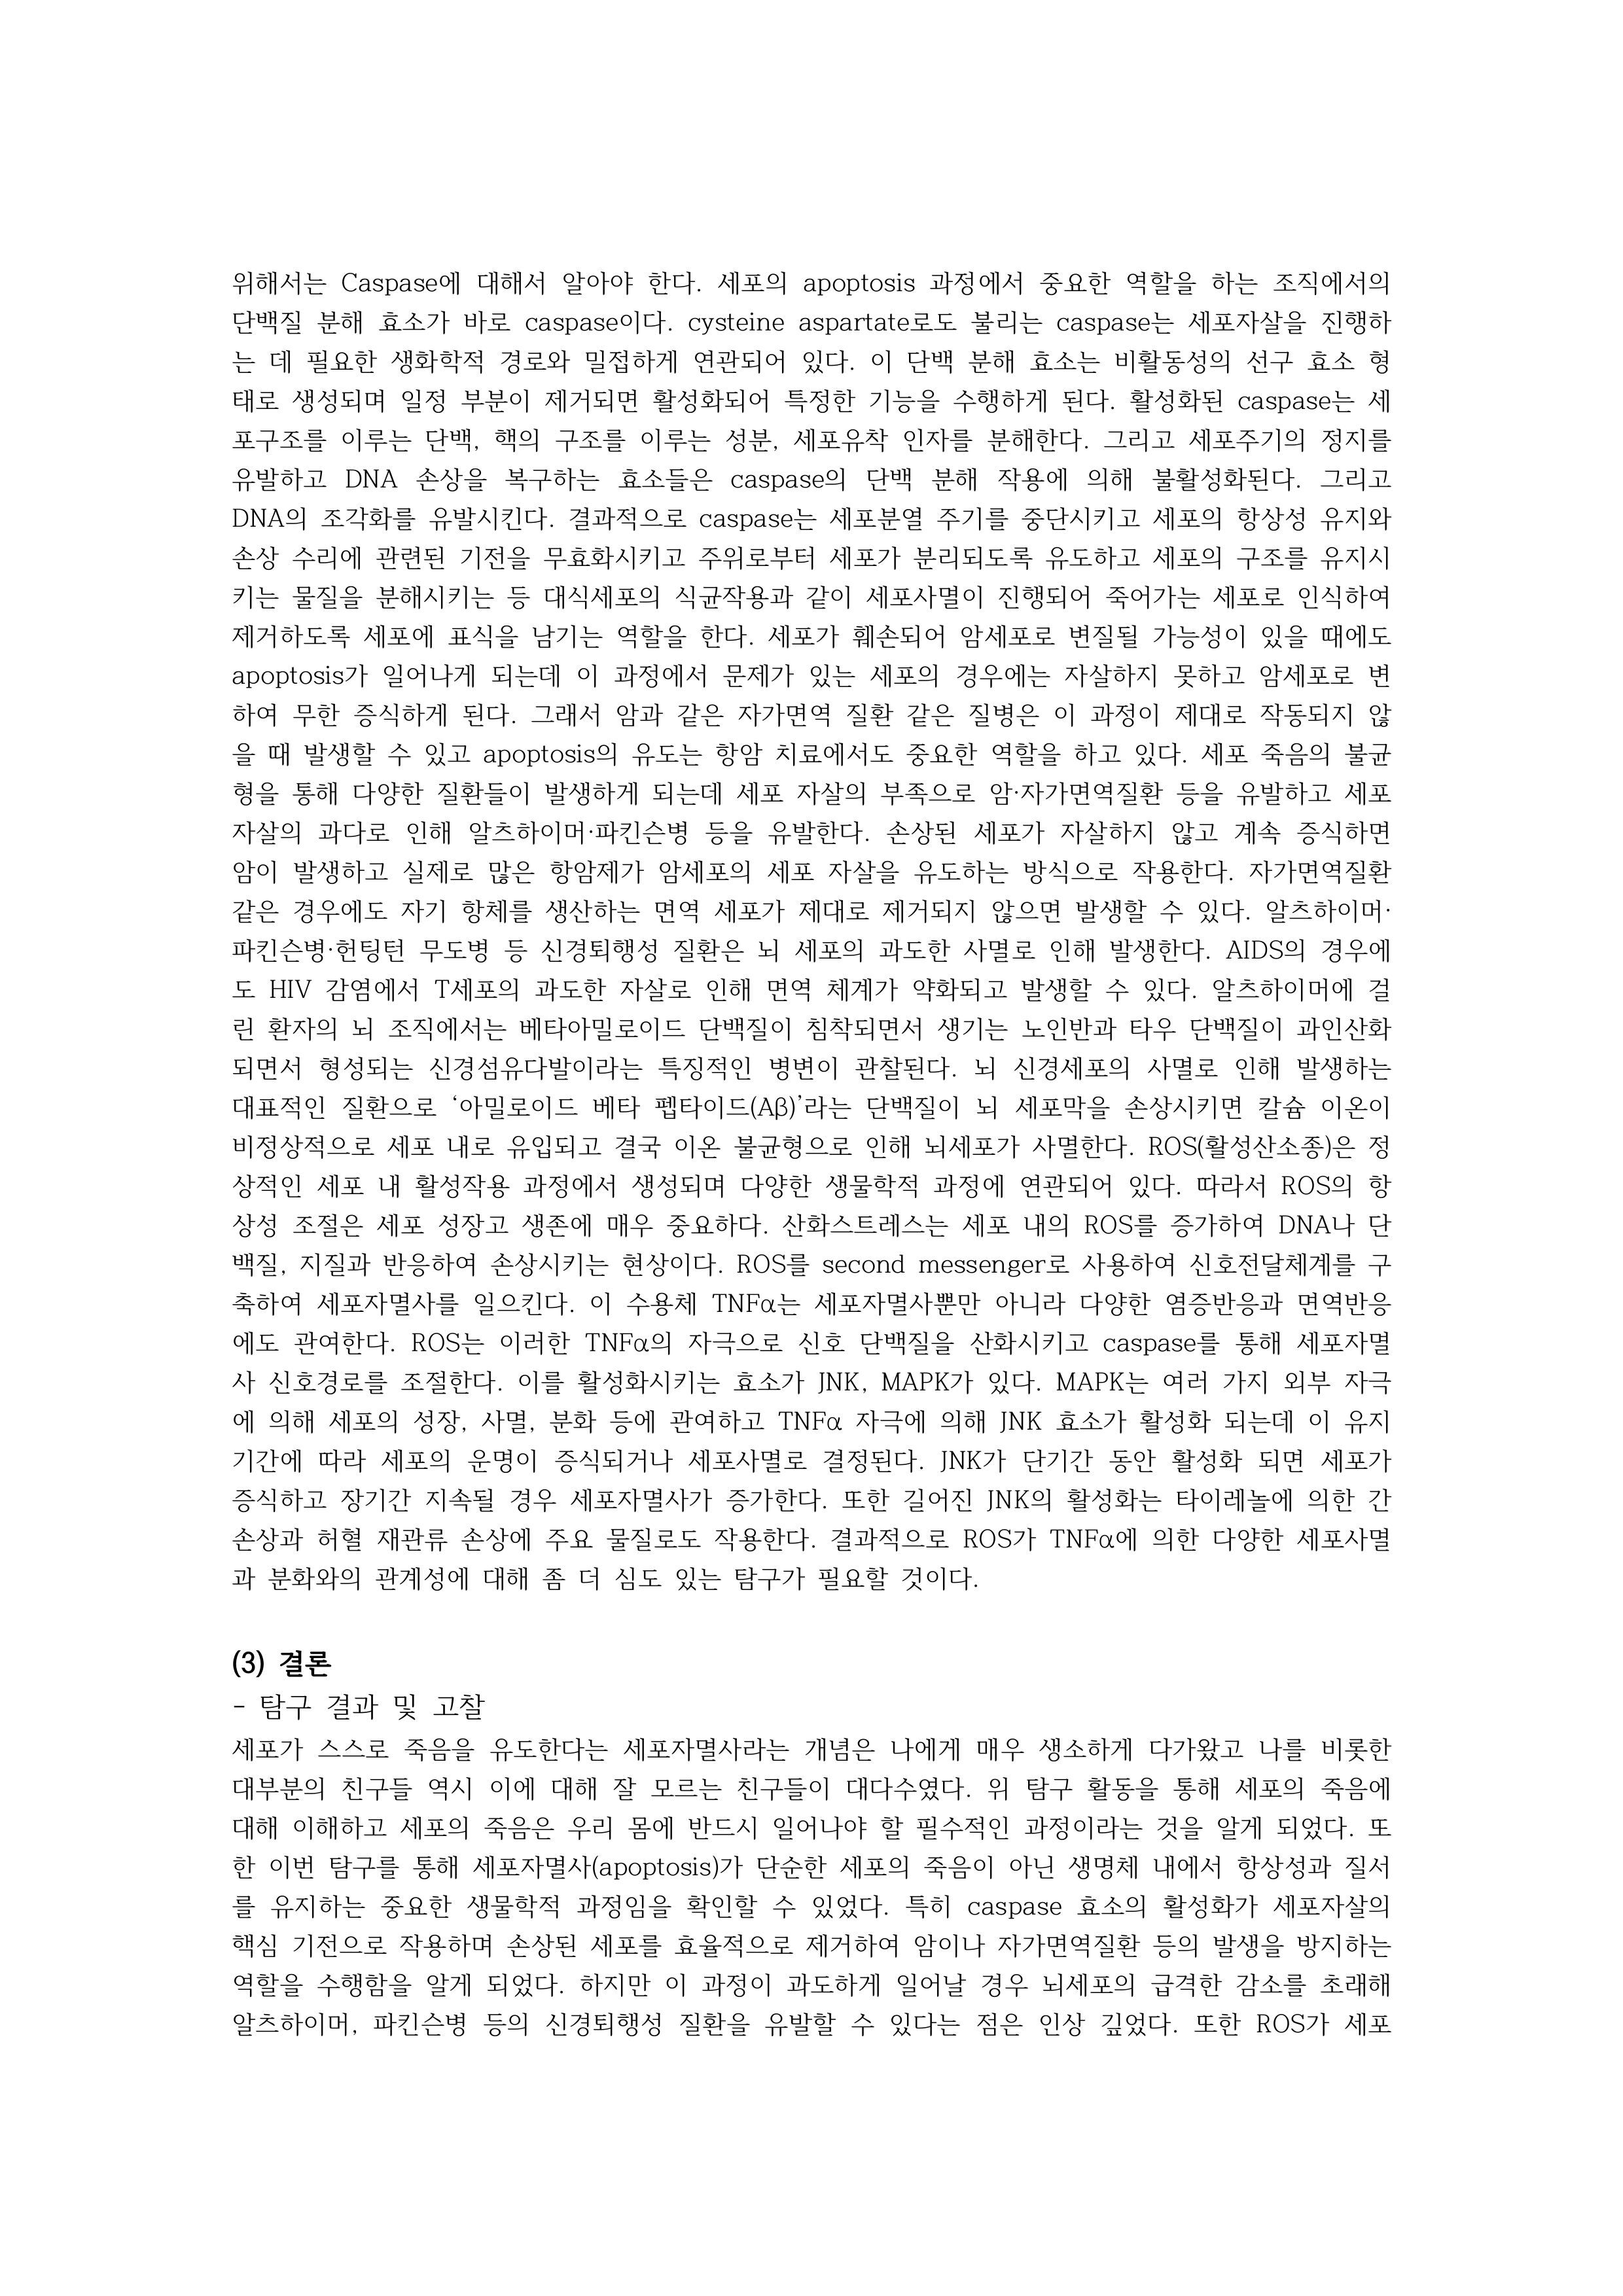 위해서는 Caspase에 대해서 알아야 한다. 세포의 apoptosis 과정에서 중요한 역할을 하는 조직에서의
단백질 분해 효소가 바로 caspase이다. cysteine aspartate로도 불리는 caspase는 세포자살을 진행하
는 데 필요한 생화학적 경로와 밀접하게 연관되어 있다. 이 단백 분해 효소는 비활동성의 선구 효소 형
태로 생성되며 일정 부분이 제거되면 활성화되어 특정한 기능을 수행하게 된다. 활성화된 caspase는 세
포구조를 이루는 단백, 핵의 구조를 이루는 성분, 세포유착 인자를 분해한다. 그리고 세포주기의 정지를
유발하고 DNA 손상을 복구하는 효소들은 caspase의 단백 분해 작용에 의해 불활성화된다. 그리고
DNA의 조각화를 유발시킨다. 결과적으로 caspase는 세포분열 주기를 중단시키고 세포의 항상성 유지와
손상 수리에 관련된 기전을 무효화시키고 주위로부터 세포가 분리되도록 유도하고 세포의 구조를 유지시
키는 물질을 분해시키는 등 대식세포의 식균작용과 같이 세포사멸이 진행되어 죽어가는 세포로 인식하여
제거하도록 세포에 표식을 남기는 역할을 한다. 세포가 훼손되어 암세포로 변질될 가능성이 있을 때에도
apoptosis가 일어나게 되는데 이 과정에서 문제가 있는 세포의 경우에는 자살하지 못하고 암세포로 변
하여 무한 증식하게 된다. 그래서 암과 같은 자가면역 질환 같은 질병은 이 과정이 제대로 작동되지 않
을 때 발생할 수 있고 apoptosis의 유도는 항암 치료에서도 중요한 역할을 하고 있다. 세포 죽음의 불균
형을 통해 다양한 질환들이 발생하게 되는데 세포 자살의 부족으로 암·자가면역질환 등을 유발하고 세포
자살의 과다로 인해 알츠하이머·파킨슨병 등을 유발한다. 손상된 세포가 자살하지 않고 계속 증식하면
암이 발생하고 실제로 많은 항암제가 암세포의 세포 자살을 유도하는 방식으로 작용한다. 자가면역질환
같은 경우에도 자기 항체를 생산하는 면역 세포가 제대로 제거되지 않으면 발생할 수 있다. 알츠하이머·
파킨슨병·헌팅턴 무도병 등 신경퇴행성 질환은 뇌 세포의 과도한 사멸로 인해 발생한다. AIDS의 경우에
도 HIV 감염에서 T세포의 과도한 자살로 인해 면역 체계가 약화되고 발생할 수 있다. 알츠하이머에 걸
린 환자의 뇌 조직에서는 베타아밀로이드 단백질이 침착되면서 생기는 노인반과 타우 단백질이 과인산화
되면서 형성되는 신경섬유다발이라는 특징적인 병변이 관찰된다. 뇌 신경세포의 사멸로 인해 발생하는
대표적인 질환으로 ‘아밀로이드 베타 펩타이드(Aβ)’라는 단백질이 뇌 세포막을 손상시키면 칼슘 이온이
비정상적으로 세포 내로 유입되고 결국 이온 불균형으로 인해 뇌세포가 사멸한다. ROS(활성산소종)은 정
상적인 세포 내 활성작용 과정에서 생성되며 다양한 생물학적 과정에 연관되어 있다. 따라서 ROS의 항
상성 조절은 세포 성장고 생존에 매우 중요하다. 산화스트레스는 세포 내의 ROS를 증가하여 DNA나 단
백질, 지질과 반응하여 손상시키는 현상이다. ROS를 second messenger로 사용하여 신호전달체계를 구
축하여 세포자멸사를 일으킨다. 이 수용체 TNFα는 세포자멸사뿐만 아니라 다양한 염증반응과 면역반응
에도 관여한다. ROS는 이러한 TNFα의 자극으로 신호 단백질을 산화시키고 caspase를 통해 세포자멸
사 신호경로를 조절한다. 이를 활성화시키는 효소가 JNK, MAPK가 있다. MAPK는 여러 가지 외부 자극
에 의해 세포의 성장, 사멸, 분화 등에 관여하고 TNFα 자극에 의해 JNK 효소가 활성화 되는데 이 유지
기간에 따라 세포의 운명이 증식되거나 세포사멸로 결정된다. JNK가 단기간 동안 활성화 되면 세포가
증식하고 장기간 지속될 경우 세포자멸사가 증가한다. 또한 길어진 JNK의 활성화는 타이레놀에 의한 간
손상과 허혈 재관류 손상에 주요 물질로도 작용한다. 결과적으로 ROS가 TNFα에 의한 다양한 세포사멸
과 분화와의 관계성에 대해 좀 더 심도 있는 탐구가 필요할 것이다.
(3) 결론
- 탐구 결과 및 고찰
세포가 스스로 죽음을 유도한다는 세포자멸사라는 개념은 나에게 매우 생소하게 다가왔고 나를 비롯한
대부분의 친구들 역시 이에 대해 잘 모르는 친구들이 대다수였다. 위 탐구 활동을 통해 세포의 죽음에
대해 이해하고 세포의 죽음은 우리 몸에 반드시 일어나야 할 필수적인 과정이라는 것을 알게 되었다. 또
한 이번 탐구를 통해 세포자멸사(apoptosis)가 단순한 세포의 죽음이 아닌 생명체 내에서 항상성과 질서
를 유지하는 중요한 생물학적 과정임을 확인할 수 있었다. 특히 caspase 효소의 활성화가 세포자살의
핵심 기전으로 작용하며 손상된 세포를 효율적으로 제거하여 암이나 자가면역질환 등의 발생을 방지하는
역할을 수행함을 알게 되었다. 하지만 이 과정이 과도하게 일어날 경우 뇌세포의 급격한 감소를 초래해
알츠하이머, 파킨슨병 등의 신경퇴행성 질환을 유발할 수 있다는 점은 인상 깊었다. 또한 ROS가 세포